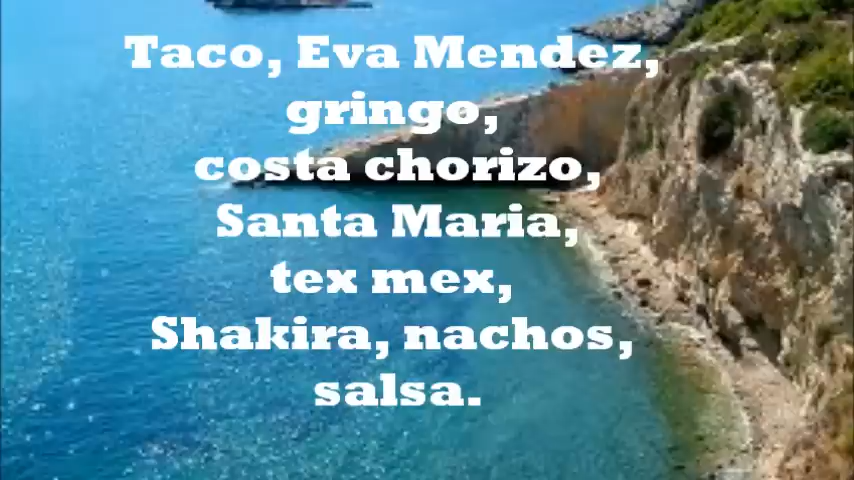 Taco, Eva Mendez,
gringo,
costa chorizo,
Santa Maria,
tex mex,
Shakira, nachos,
salsa.